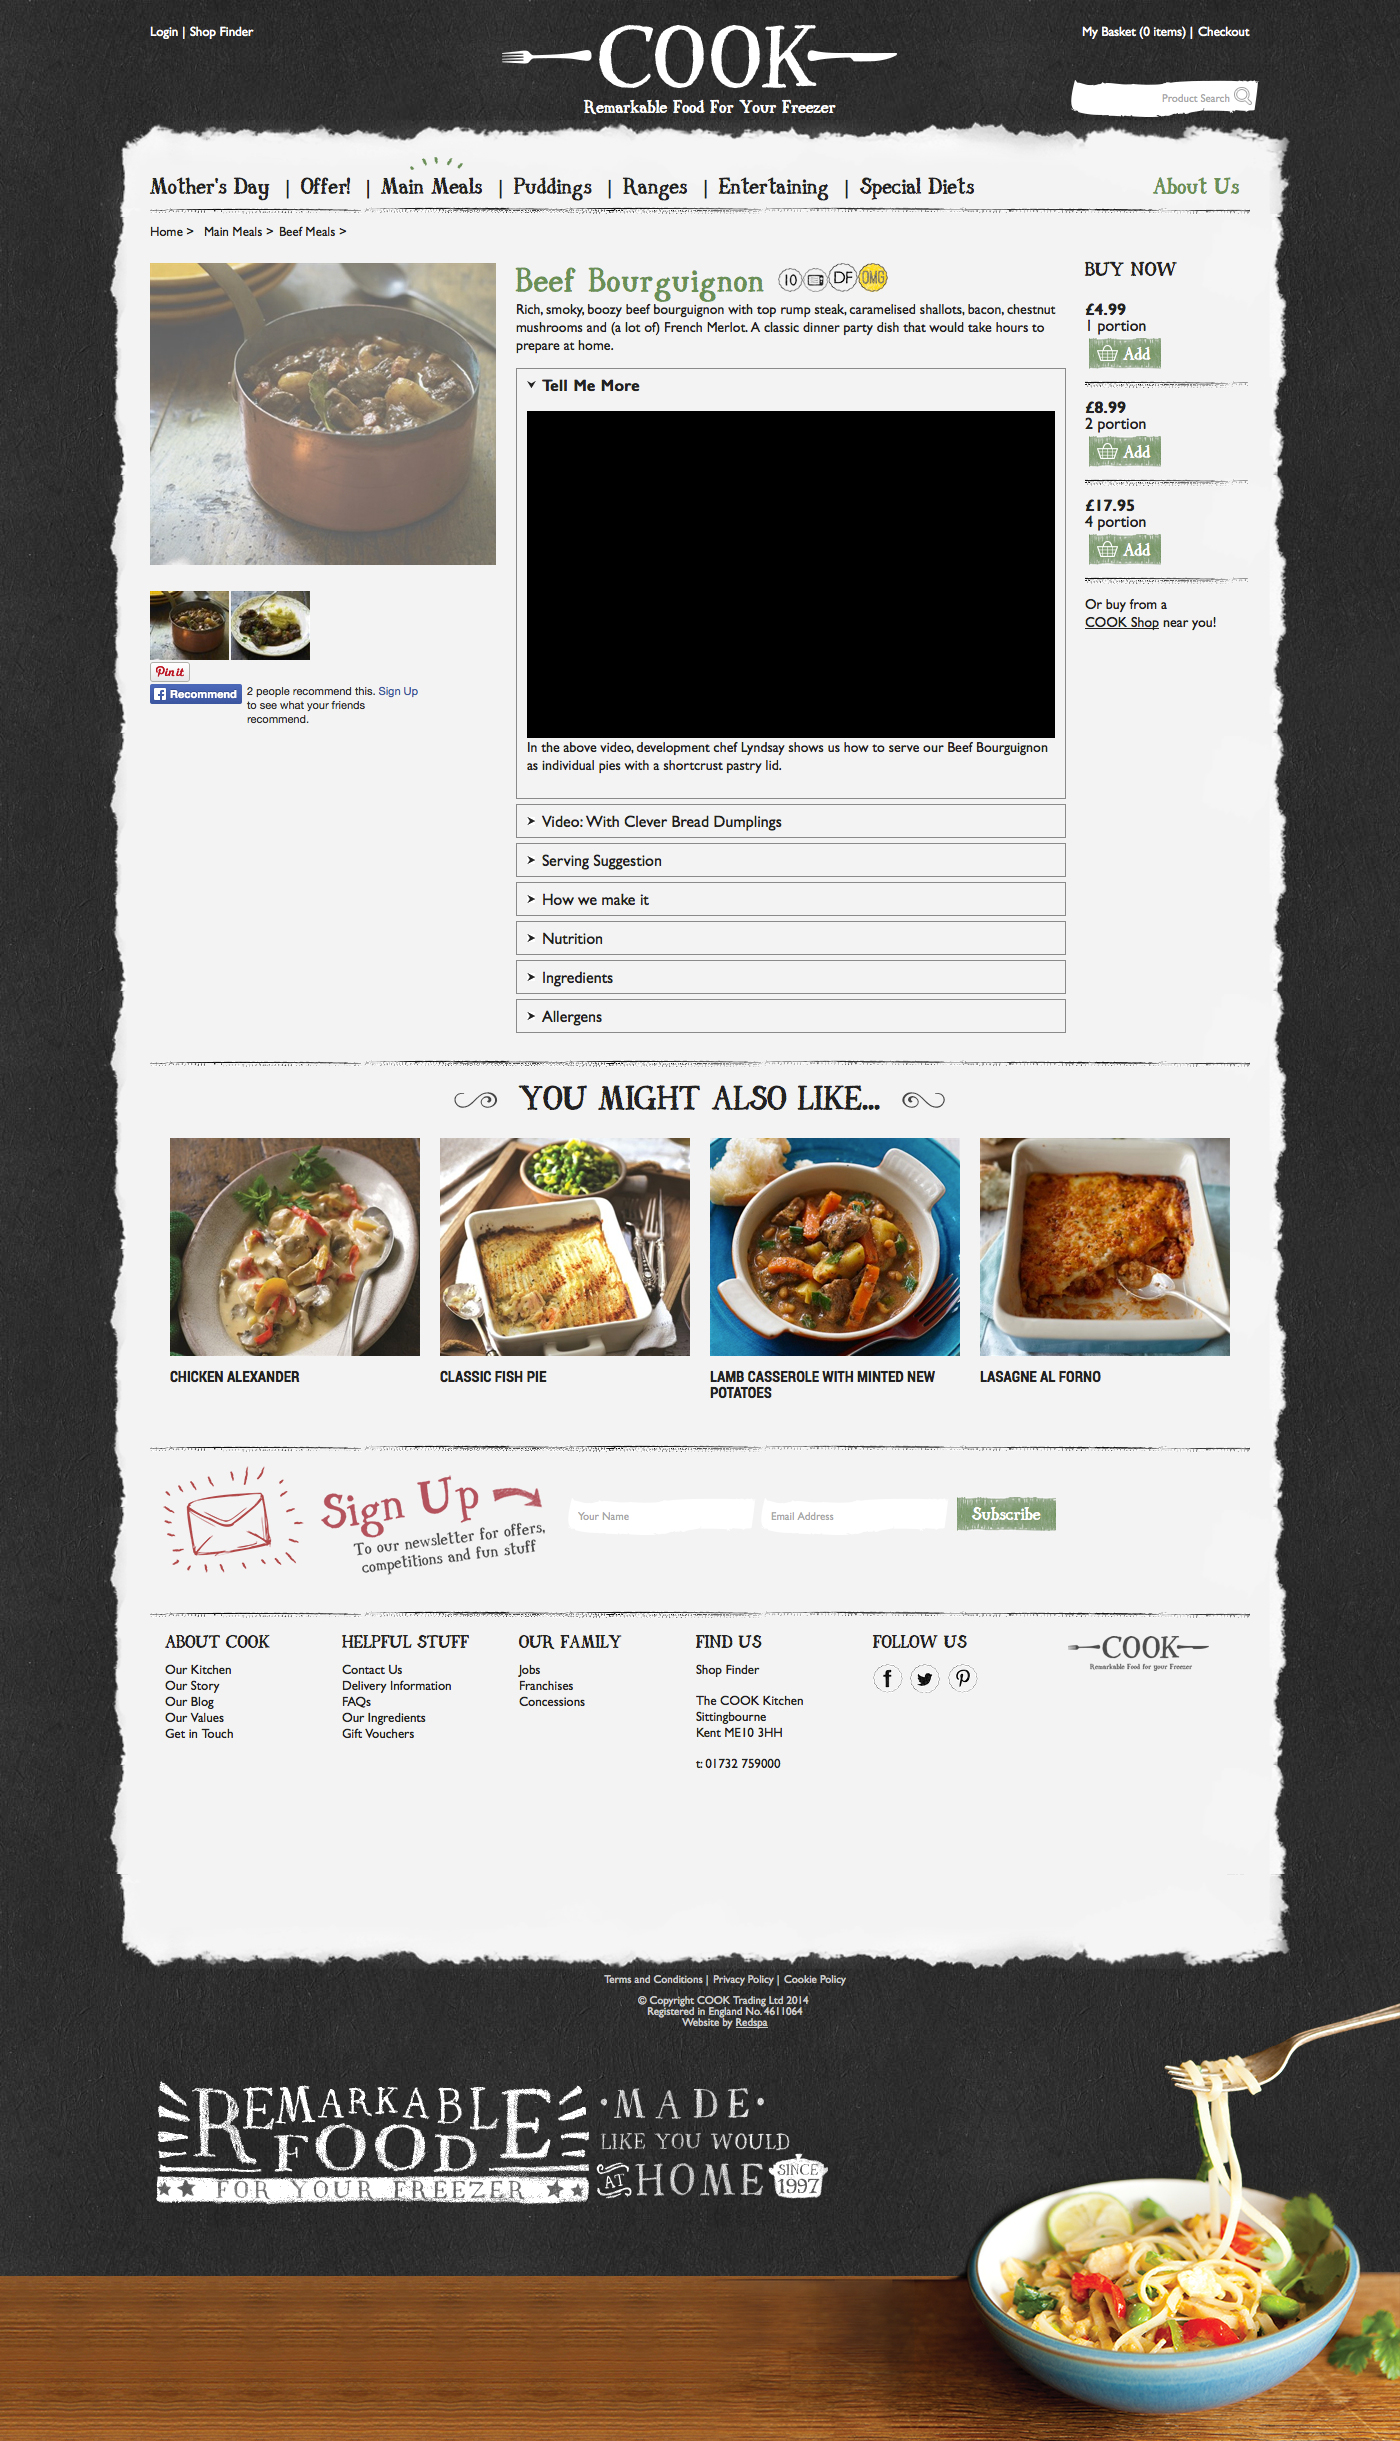 Login | Shop Finder
COOK
Remarkable Food For Your Freezer
My Basket (0 items) | Checkout
Product Search
Mother's Day | Offer! | Main Meals | Puddings | Ranges | Entertaining | Special Diets
About Us
Home > Main Meals > Beef Meals >
Beef Bourguignon
10
DF
OMG
Rich, smoky, boozy beef bourguignon with top rump steak, caramelised shallots, bacon, chestnut
mushrooms and (a lot of) French Merlot. A classic dinner party dish that would take hours to
prepare at home.
Tell Me More
In the above video, development chef Lyndsay shows us how to serve our Beef Bourguignon
as individual pies with a shortcrust pastry lid.
Video: With Clever Bread Dumplings
Serving Suggestion
How we make it
Nutrition
Ingredients
Allergens
BUY NOW
£4.99
1 portion
Add
£8.99
2 portion
Add
£17.95
4 portion
Add
Or buy from a
COOK Shop near you!
Pin it
Recommend
2 people recommend this. Sign Up
to see what your friends
recommend.
YOU MIGHT ALSO LIKE...
CHICKEN ALEXANDER
CLASSIC FISH PIE
LAMB CASSEROLE WITH MINTED NEW
POTATOES
LASAGNE AL FORNO
Sign Up
To our newsletter for offers,
competitions and fun stuff
Your Name
Email Address
Subscribe
ABOUT COOK
Our Kitchen
Our Story
Our Blog
Our Values
Get in Touch
HELPFUL STUFF
Contact Us
Delivery Information
FAQs
Our Ingredients
Gift Vouchers
OUR FAMILY
Jobs
Franchises
Concessions
FIND US
Shop Finder
The COOK Kitchen
Sittingbourne
Kent ME10 3HH
t: 01732 759000
FOLLOW US
COOK
Remarkable Food for your Freezer
Terms and Conditions | Privacy Policy | Cookie Policy
© Copyright COOK Trading Ltd 2014
Registered in England No. 4611064
Website by Redspa
REMARKABLE
FOOD
FOR YOUR FREEZER
·MADE·
LIKE YOU WOULD
AT HOME
SINCE
1997